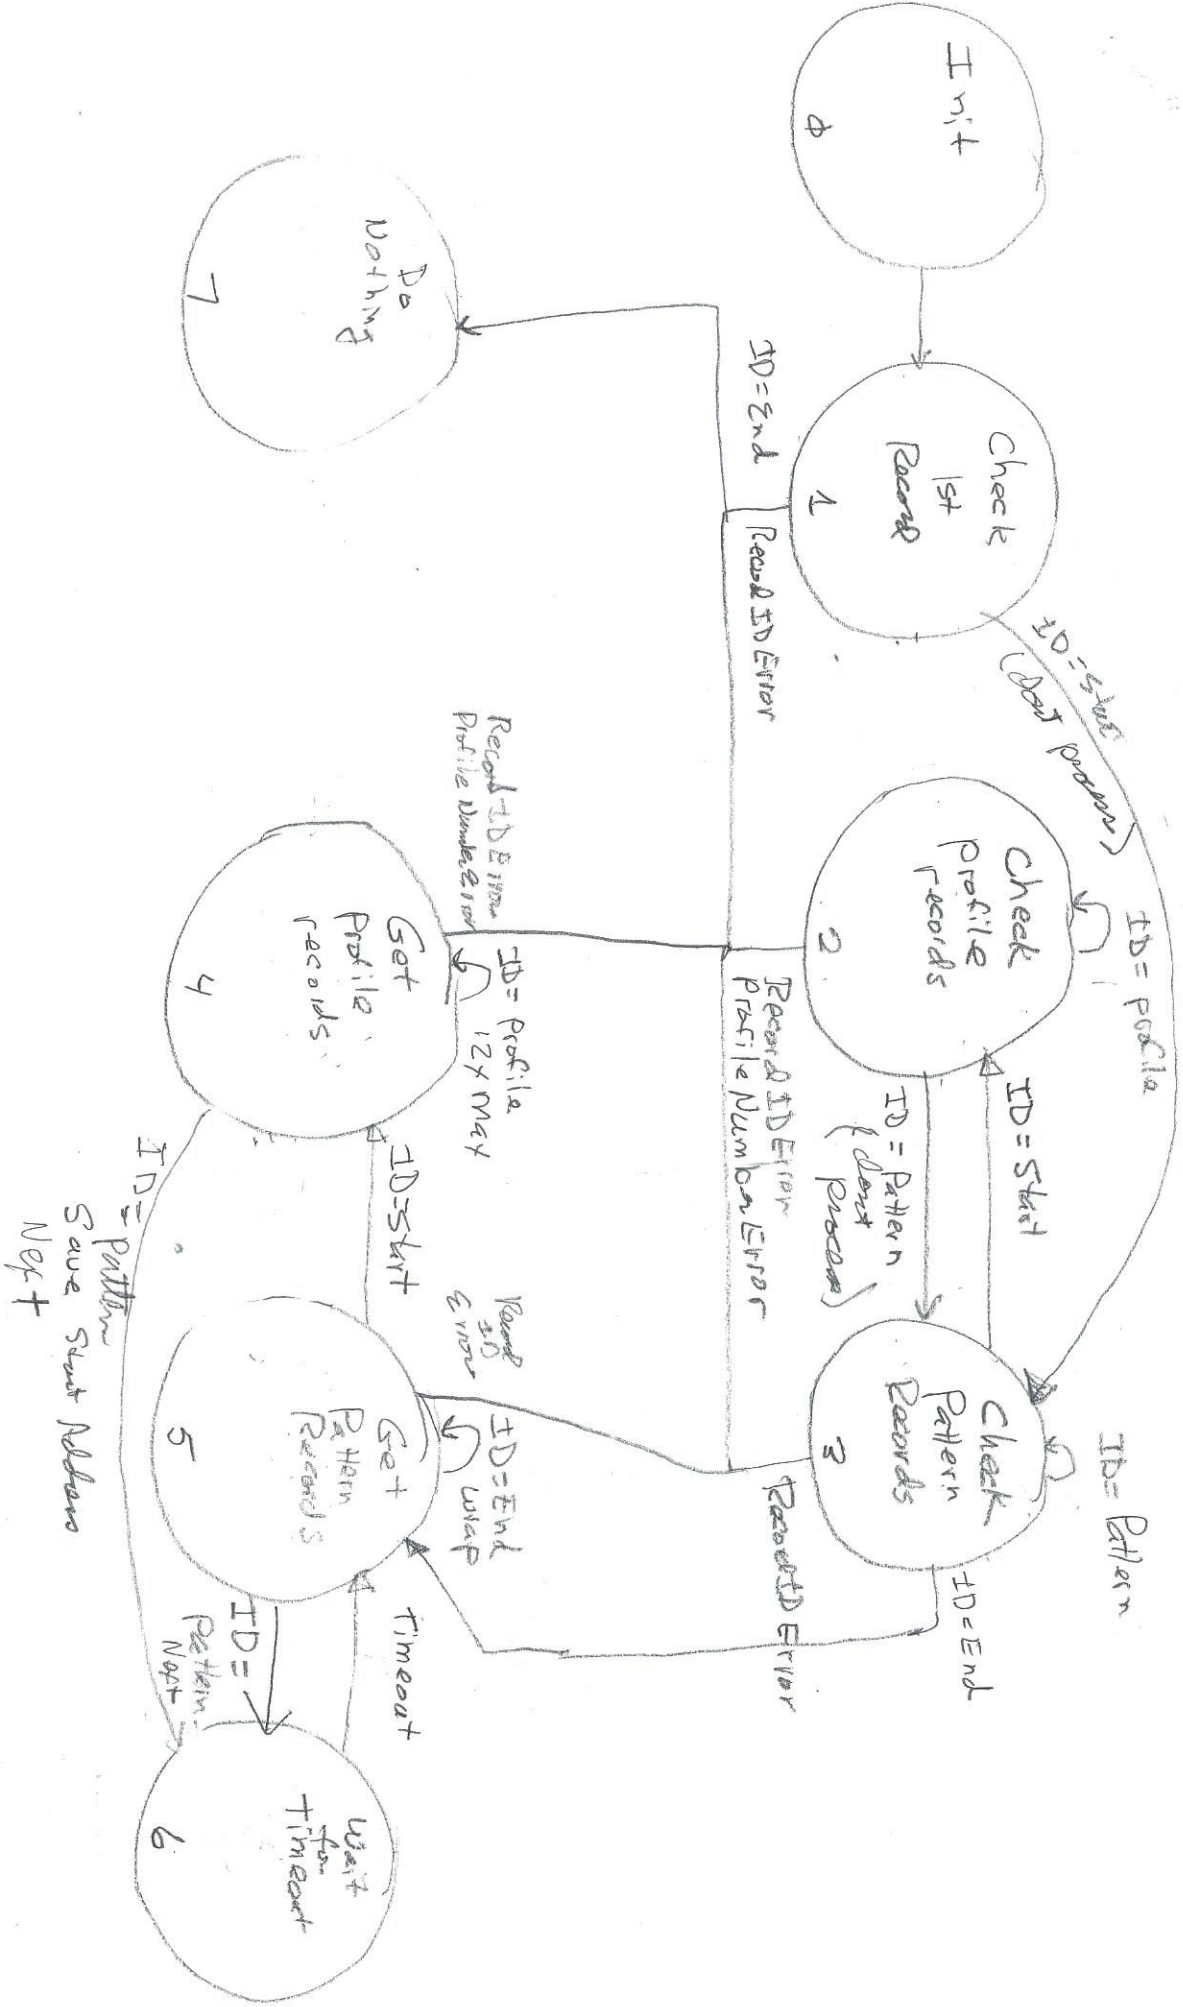 Init
0
Check
1st
Record
1
ID = Start
(dont process)
ID = End
Record ID Error
Check
profile
records
2
ID = profile
ID = Start
ID = Pattern
(dont
process)
Record ID Error
Profile Number Error
Check
Pattern
Records
3
ID = Pattern
ID = End
Record ID Error
Do
Nothing
7
Record ID Error
Profile Number Error
ID = Profile
12x max
Get
Profile
records
4
ID = Start
Record
ID
Error
ID = End
wrap
Get
Pattern
Records
5
Timeout
ID =
Pattern
Next
ID = pattern
Save Start Address
Next
Wait
for
Timeout
6